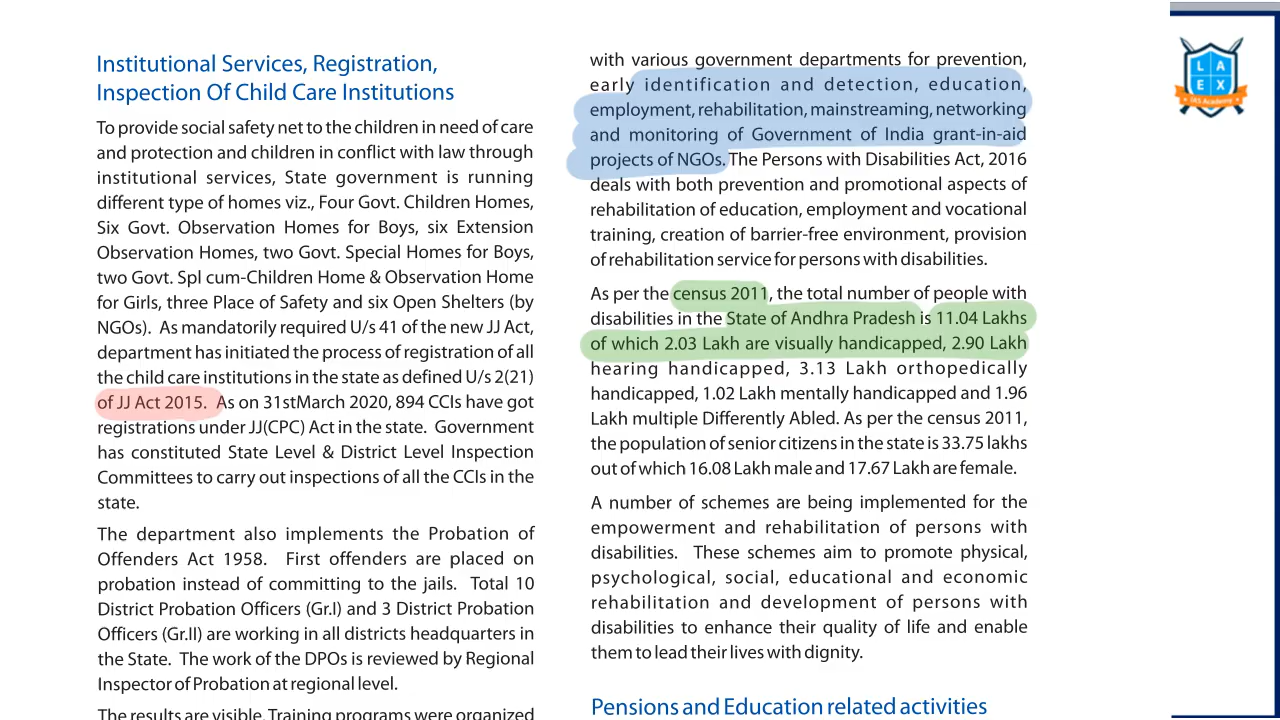 Institutional Services, Registration,
Inspection Of Child Care Institutions
To provide social safety net to the children in need of care
and protection and children in conflict with law through
institutional services, State government is running
different type of homes viz., Four Govt. Children Homes,
Six Govt. Observation Homes for Boys, six Extension
Observation Homes, two Govt. Special Homes for Boys,
two Govt. Spl cum-Children Home & Observation Home
for Girls, three Place of Safety and six Open Shelters (by
NGOs). As mandatorily required U/s 41 of the new JJ Act,
department has initiated the process of registration of all
the child care institutions in the state as defined U/s 2(21)
of JJ Act 2015. As on 31stMarch 2020, 894 CCIs have got
registrations under JJ(CPC) Act in the state. Government
has constituted State Level & District Level Inspection
Committees to carry out inspections of all the CCIs in the
state.
The department also implements the Probation of
Offenders Act 1958. First offenders are placed on
probation instead of committing to the jails. Total 10
District Probation Officers (Gr.I) and 3 District Probation
Officers (Gr.II) are working in all districts headquarters in
the State. The work of the DPOs is reviewed by Regional
Inspector of Probation at regional level.
The results are visible. Training programs were organized
with various government departments for prevention,
early identification and detection, education,
employment, rehabilitation, mainstreaming, networking
and monitoring of Government of India grant-in-aid
projects of NGOs. The Persons with Disabilities Act, 2016
deals with both prevention and promotional aspects of
rehabilitation of education, employment and vocational
training, creation of barrier-free environment, provision
of rehabilitation service for persons with disabilities.
As per the census 2011, the total number of people with
disabilities in the State of Andhra Pradesh is 11.04 Lakhs
of which 2.03 Lakh are visually handicapped, 2.90 Lakh
hearing handicapped, 3.13 Lakh orthopedically
handicapped, 1.02 Lakh mentally handicapped and 1.96
Lakh multiple Differently Abled. As per the census 2011,
the population of senior citizens in the state is 33.75 lakhs
out of which 16.08 Lakh male and 17.67 Lakh are female.
A number of schemes are being implemented for the
empowerment and rehabilitation of persons with
disabilities. These schemes aim to promote physical,
psychological, social, educational and economic
rehabilitation and development of persons with
disabilities to enhance their quality of life and enable
them to lead their lives with dignity.
Pensions and Education related activities
L A
E X
IAS Academy